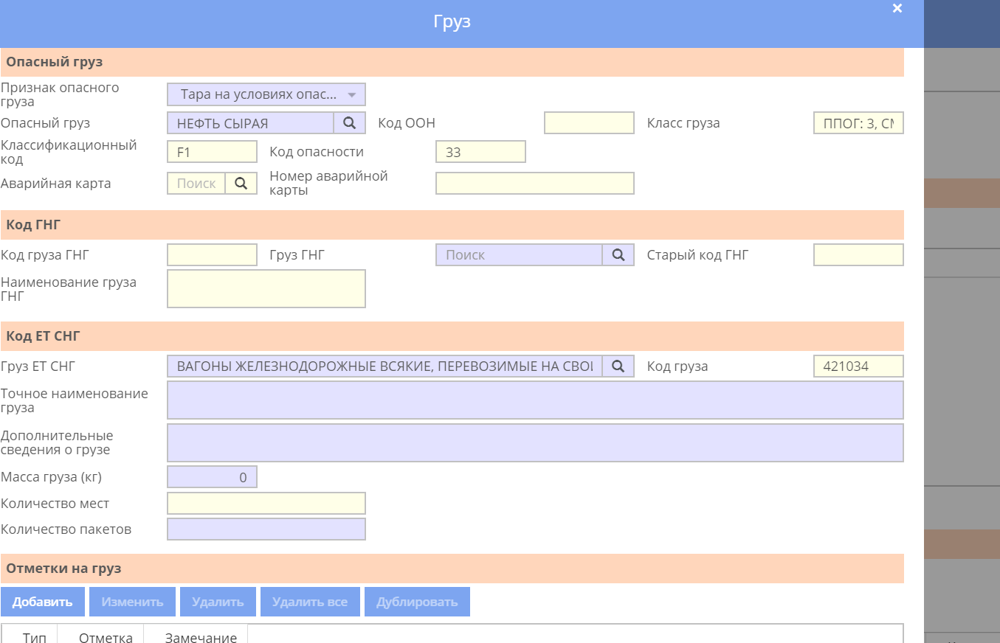 Груз
×
Опасный груз
Признак опасного
груза
Тара на условиях опас...
Опасный груз
НЕФТЬ СЫРАЯ
Код ООН
Класс груза
ППОГ: 3, СМ
Классификационный
код
F1
Код опасности
33
Аварийная карта
Поиск
Номер аварийной
карты
Код ГНГ
Код груза ГНГ
Груз ГНГ
Поиск
Старый код ГНГ
Наименование груза
ГНГ
Код ЕТ СНГ
Груз ЕТ СНГ
ВАГОНЫ ЖЕЛЕЗНОДОРОЖНЫЕ ВСЯКИЕ, ПЕРЕВОЗИМЫЕ НА СВОІ
Код груза
421034
Точное наименование
груза
Дополнительные
сведения о грузе
Масса груза (кг)
0
Количество мест
Количество пакетов
Отметки на груз
Добавить
Изменить
Удалить
Удалить все
Дублировать
Тип
Отметка
Замечание